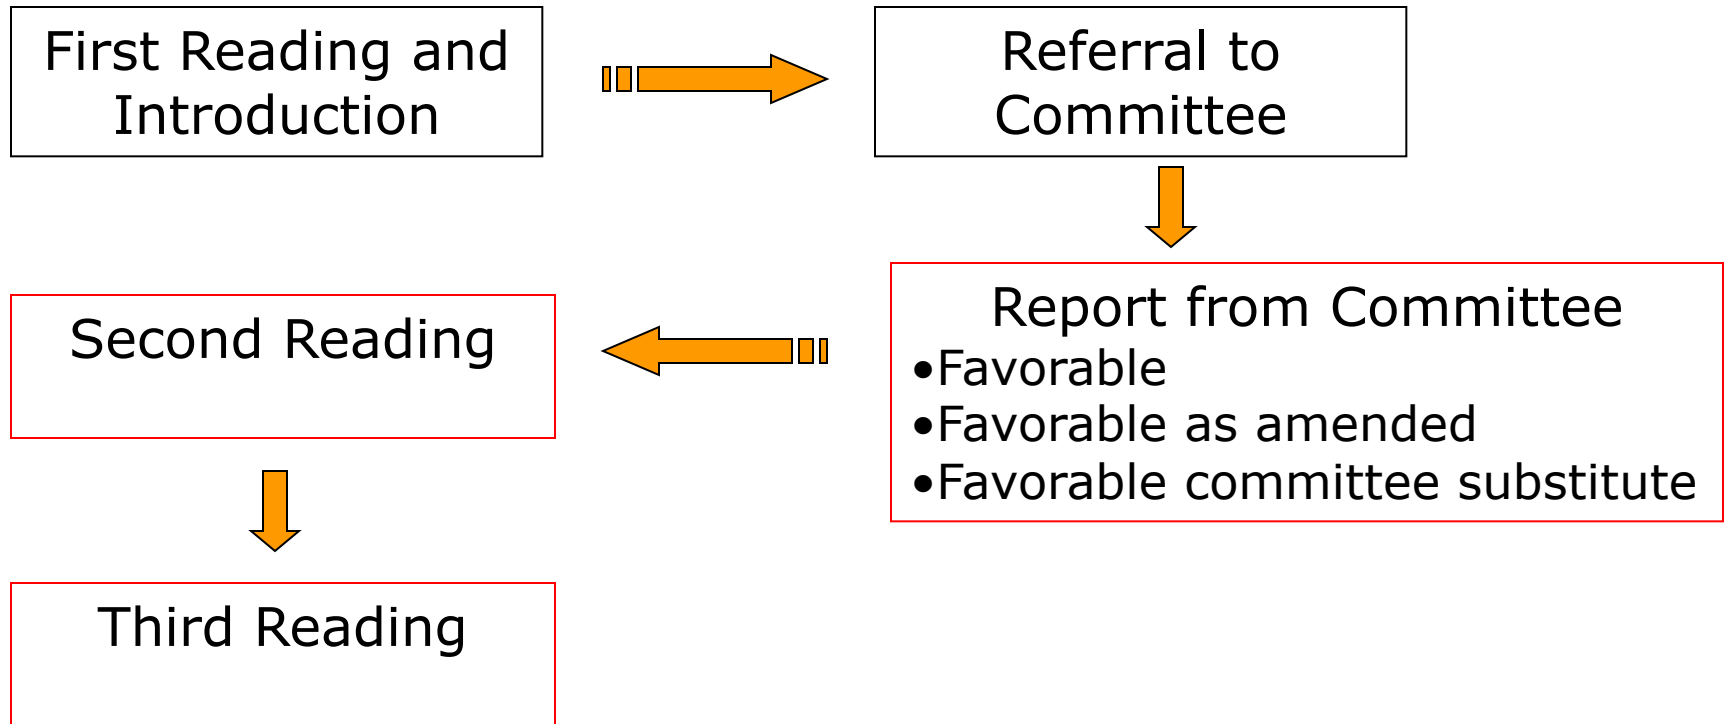 First Reading and
Introduction
Referral to
Committee
Report from Committee
•Favorable
•Favorable as amended
•Favorable committee substitute
Second Reading
Third Reading